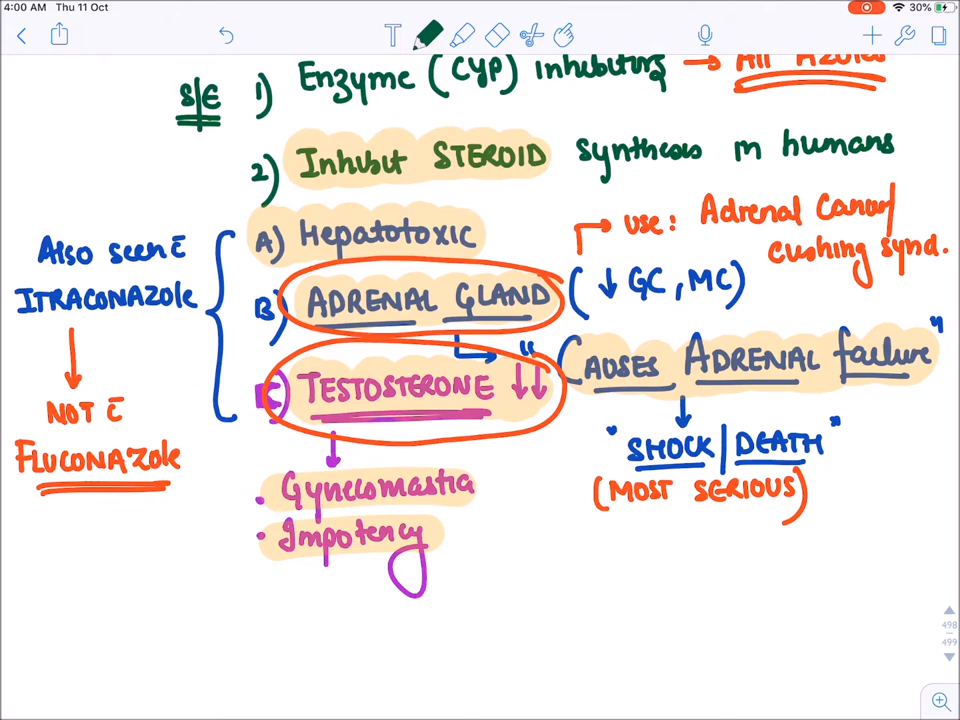 4:00 AM Thu 11 Oct
30%
T
S/E 1) Enzyme (CYP) inhibitors → All Azoles
2) Inhibit STEROID synthesis in humans
A) Hepatotoxic
use: Adrenal Cancer/
cushing synd.
Also seen c̄
ITRACONAZOLE
B) ADRENAL GLAND (↓ GC, MC)
"CAUSES ADRENAL failure"
C) TESTOSTERONE ↓↓
NOT c̄
FLUCONAZOLE
"SHOCK/DEATH"
(MOST SERIOUS)
• Gynecomastia
• Impotency
498
499